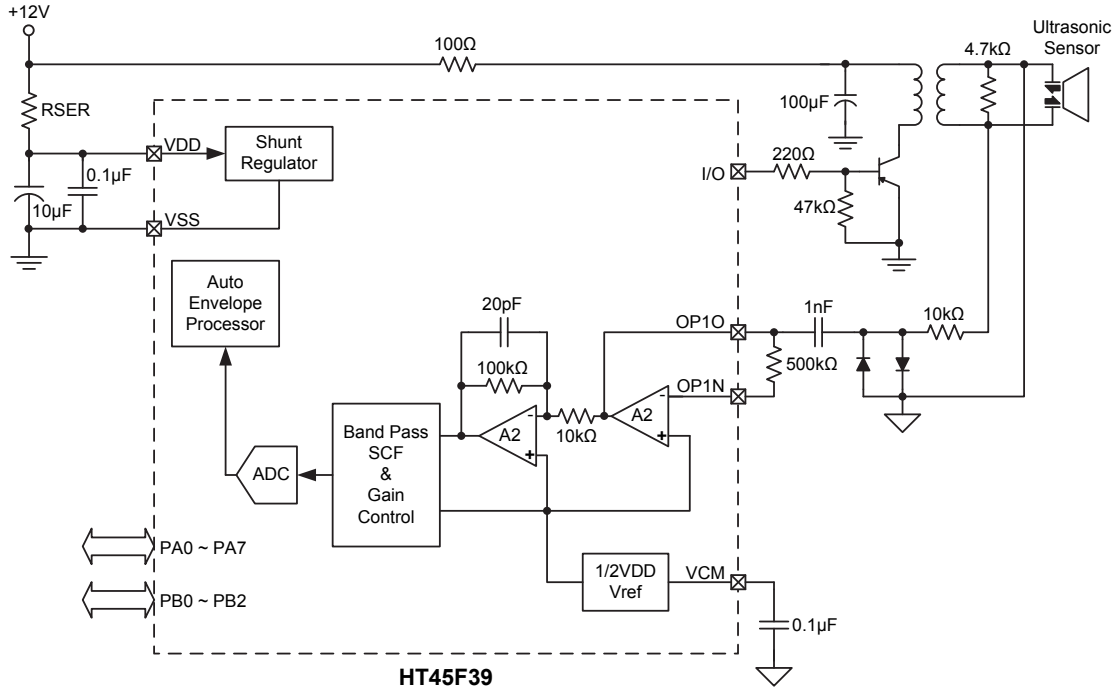 +12V
100Ω
4.7kΩ
Ultrasonic
Sensor
RSER
100µF
VDD
Shunt
Regulator
0.1µF
10µF
VSS
I/O
220Ω
47kΩ
Auto
Envelope
Processor
20pF
100kΩ
OP1O
1nF
10kΩ
500kΩ
OP1N
-
A2
+
10kΩ
-
A2
+
Band Pass
SCF
&
Gain
Control
ADC
PA0 ~ PA7
PB0 ~ PB2
1/2VDD
Vref
VCM
0.1µF
HT45F39